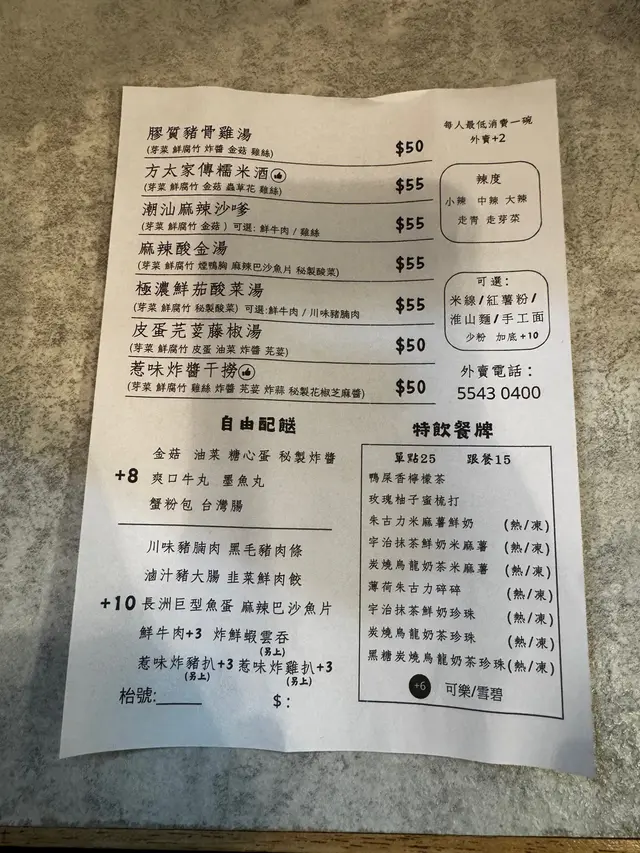 膠質豬骨雞湯 $50
(芽菜 鮮腐竹 炸醬 金菇 雞絲)
方太家傳糯米酒 $55
(芽菜 鮮腐竹 金菇 蟲草花 雞絲)
潮汕麻辣沙嗲 $55
(芽菜 鮮腐竹 金菇 ) 可選: 鮮牛肉 / 雞絲
麻辣酸金湯 $55
(芽菜 鮮腐竹 煙鴨胸 麻辣巴沙魚片 秘製酸菜)
極濃鮮茄酸菜湯 $55
(芽菜 鮮腐竹 秘製酸菜) 可選:鮮牛肉 / 川味豬腩肉
皮蛋芫荽藤椒湯 $50
(芽菜 鮮腐竹 皮蛋 油菜 炸醬 芫荽)
惹味炸醬干撈 $50
(芽菜 鮮腐竹 雞絲 炸醬 芫荽 炸蒜 秘製花椒芝麻醬)
每人最低消費一碗
外賣+2
辣度
小辣 中辣 大辣
走青 走芽菜
可選:
米線/紅薯粉/
淮山麵/手工面
少粉 加底+10
外賣電話:
5543 0400
自由配餸
金菇 油菜 糖心蛋 秘製炸醬
+8 爽口牛丸 墨魚丸
蟹粉包 台灣腸
川味豬腩肉 黑毛豬肉條
滷汁豬大腸 韭菜鮮肉餃
+10 長洲巨型魚蛋 麻辣巴沙魚片
鮮牛肉+3 炸鮮蝦雲吞
(另上)
惹味炸豬扒+3 惹味炸雞扒+3
(另上) (另上)
枱號:_____ $:
特飲餐牌
單點25 跟餐15
鴨屎香檸檬茶
玫瑰柚子蜜梳打
朱古力米麻薯鮮奶 (熱/凍)
宇治抹茶鮮奶米麻薯 (熱/凍)
炭燒烏龍奶茶米麻薯 (熱/凍)
薄荷朱古力碎碎 (熱/凍)
宇治抹茶鮮奶珍珠 (熱/凍)
炭燒烏龍奶茶珍珠 (熱/凍)
黑糖炭燒烏龍奶茶珍珠(熱/凍)
+6 可樂/雪碧